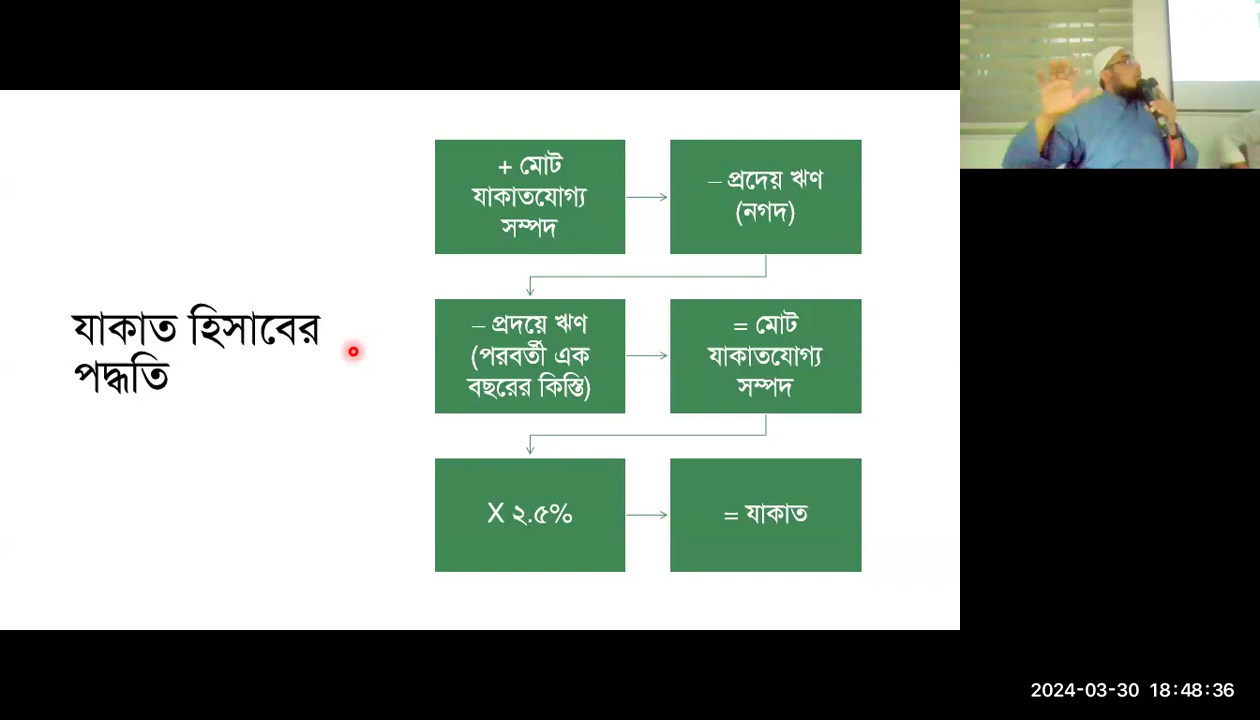 যাকাত হিসাবের
পদ্ধতি
+ মোট
যাকাতযোগ্য
সম্পদ
– প্রদেয় ঋণ
(নগদ)
– প্রদয়ে ঋণ
(পরবর্তী এক
বছরের কিস্তি)
= মোট
যাকাতযোগ্য
সম্পদ
X ২.৫%
= যাকাত
2024-03-30 18:48:36